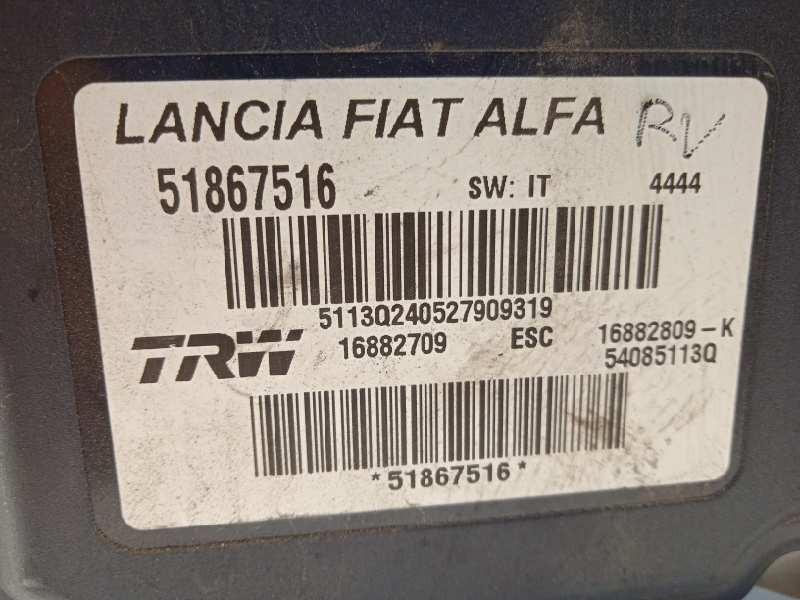 LANCIA FIAT ALFA RV
51867516 SW: IT 4444
5113Q240527909319
TRW 16882709 ESC 16882809-K
54085113Q
*51867516*